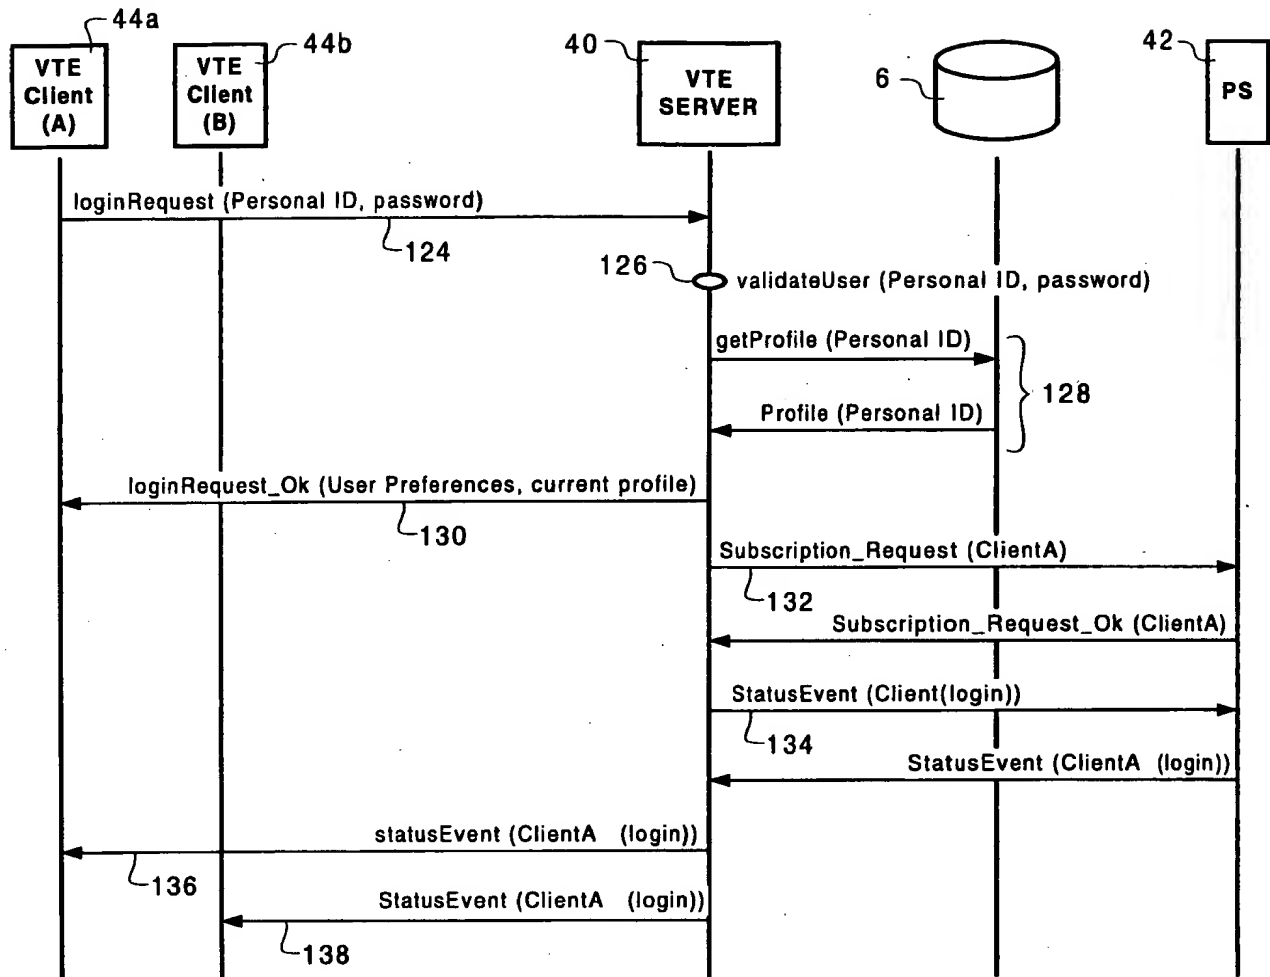 44a
44b
40
6
42
VTE
Client
(A)
VTE
Client
(B)
VTE
SERVER
PS
loginRequest (Personal ID, password)
124
126
validateUser (Personal ID, password)
getProfile (Personal ID)
128
Profile (Personal ID)
loginRequest_Ok (User Preferences, current profile)
130
Subscription_Request (ClientA)
132
Subscription_Request_Ok (ClientA)
StatusEvent (Client(login))
134
StatusEvent (ClientA (login))
statusEvent (ClientA (login))
136
StatusEvent (ClientA (login))
138